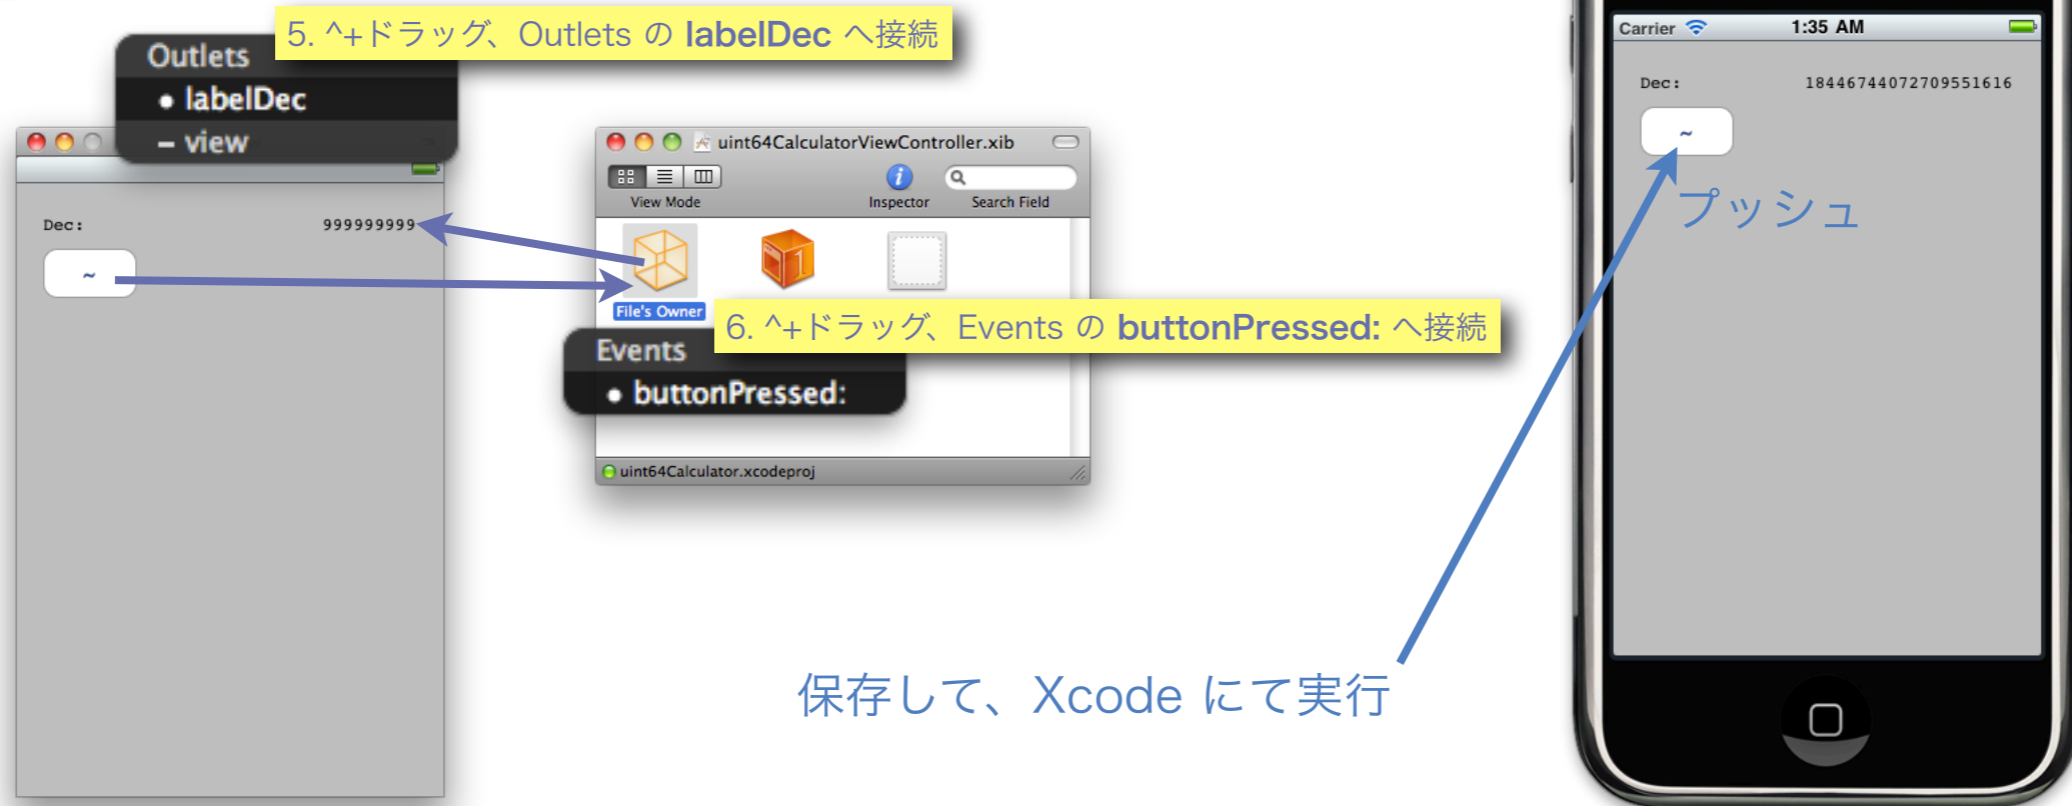 5. ^+ドラッグ、Outlets の labelDec へ接続
Outlets
• labelDec
– view
Dec:
999999999
~
uint64CalculatorViewController.xib
View Mode
Inspector
Search Field
File's Owner
6. ^+ドラッグ、Events の buttonPressed: へ接続
Events
• buttonPressed:
uint64Calculator.xcodeproj
保存して、Xcode にて実行
Carrier
1:35 AM
Dec:
18446744072709551616
~
プッシュ